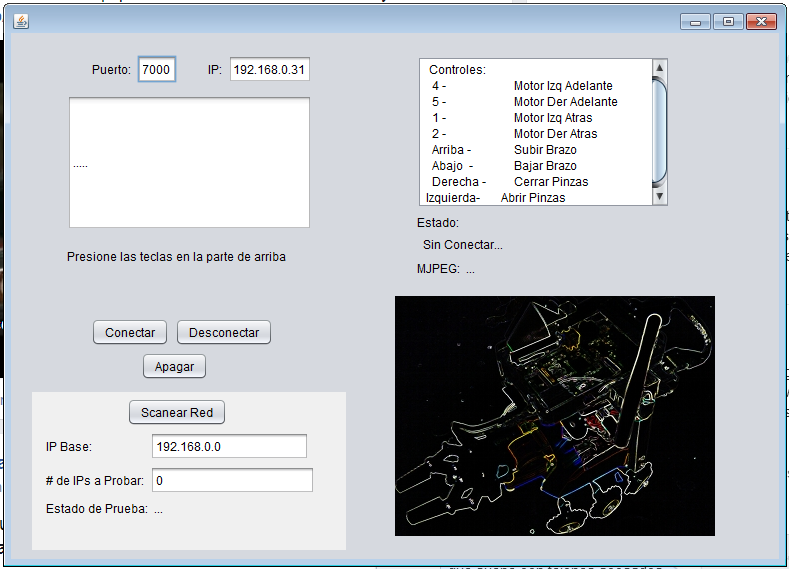 Puerto: 7000 IP: 192.168.0.31
.....
Presione las teclas en la parte de arriba
Conectar Desconectar
Apagar
Scanear Red
IP Base: 192.168.0.0
# de IPs a Probar: 0
Estado de Prueba: ...
Controles:
4 - Motor Izq Adelante
5 - Motor Der Adelante
1 - Motor Izq Atras
2 - Motor Der Atras
Arriba - Subir Brazo
Abajo - Bajar Brazo
Derecha - Cerrar Pinzas
Izquierda- Abrir Pinzas
Estado:
Sin Conectar...
MJPEG: ...